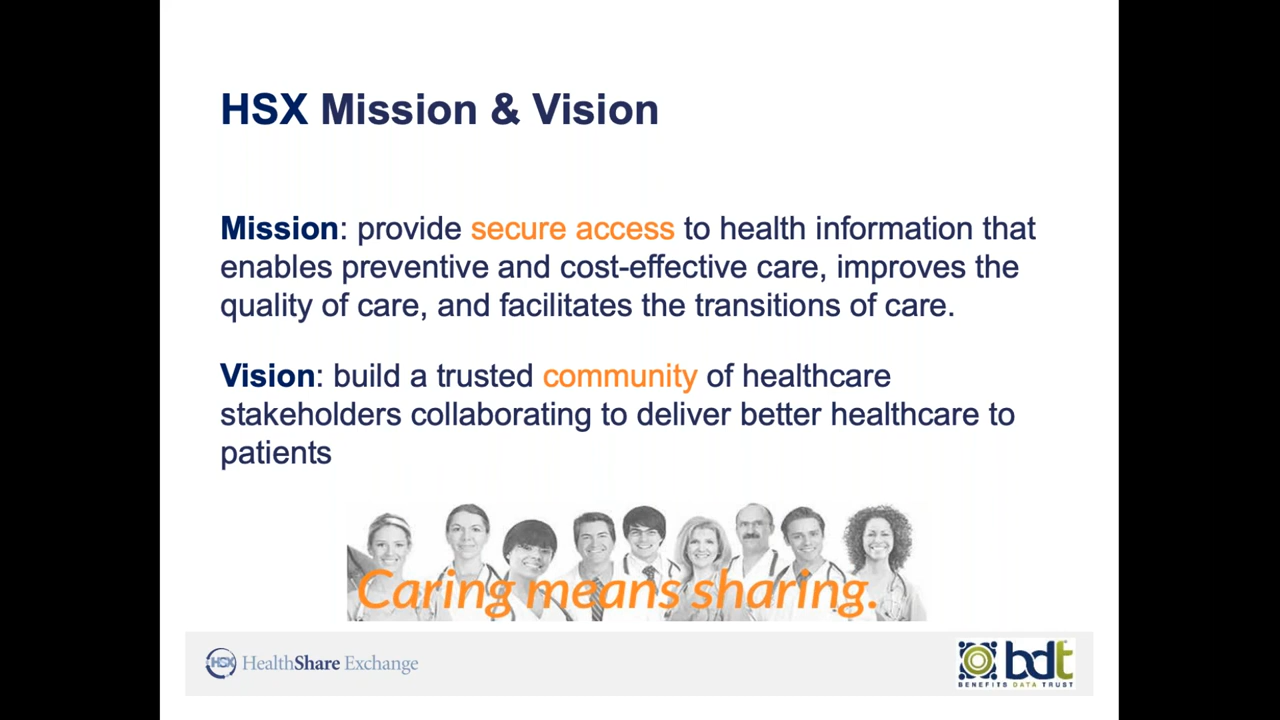 HSX Mission & Vision
Mission: provide secure access to health information that
enables preventive and cost-effective care, improves the
quality of care, and facilitates the transitions of care.
Vision: build a trusted community of healthcare
stakeholders collaborating to deliver better healthcare to
patients
Caring means sharing.
HSX HealthShare Exchange
bdt
BENEFITS DATA TRUST